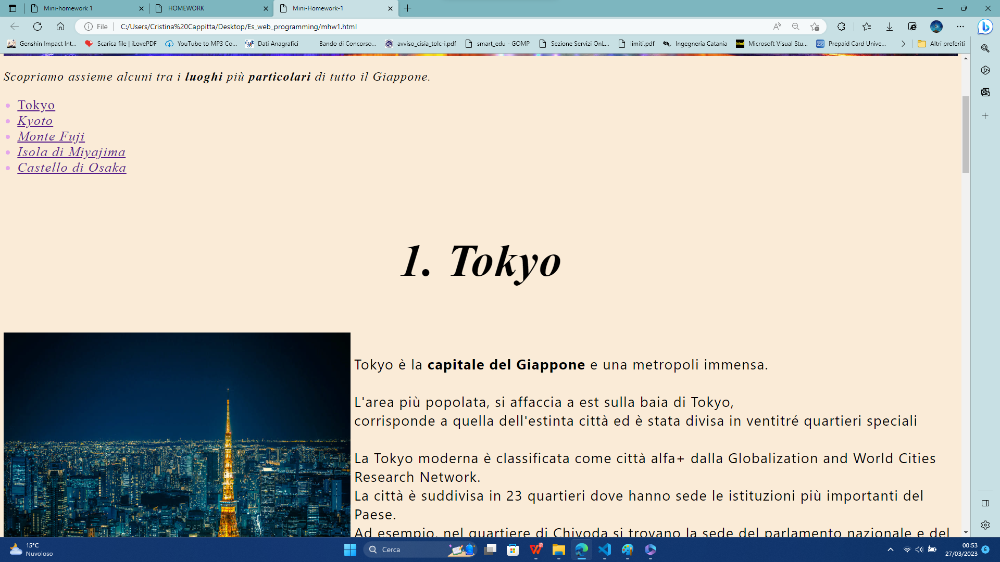 Mini-homework 1
HOMEWORK
Mini-Homework-1
File
C:/Users/Cristina%20Cappitta/Desktop/Es_web_programming/mhw1.html
Genshin Impact Int...
Scarica file | iLovePDF
YouTube to MP3 Co...
Dati Anagrafici
Bando di Concorso...
avviso_cisia_tolc-i.pdf
smart_edu - GOMP
Sezione Servizi OnL...
limiti.pdf
Ingegneria Catania
Microsoft Visual Stu...
Prepaid Card Unive...
Altri preferiti
Scopriamo assieme alcuni tra i luoghi più particolari di tutto il Giappone.
Tokyo
Kyoto
Monte Fuji
Isola di Miyajima
Castello di Osaka
1. Tokyo
Tokyo è la capitale del Giappone e una metropoli immensa.
L'area più popolata, si affaccia a est sulla baia di Tokyo,
corrisponde a quella dell'estinta città ed è stata divisa in ventitré quartieri speciali
La Tokyo moderna è classificata come città alfa+ dalla Globalization and World Cities
Research Network.
La città è suddivisa in 23 quartieri dove hanno sede le istituzioni più importanti del
Paese.
Ad esempio, nel quartiere di Chiyoda si trovano la sede del parlamento nazionale e del
15°C
Nuvoloso
Cerca
00:53
27/03/2023
6